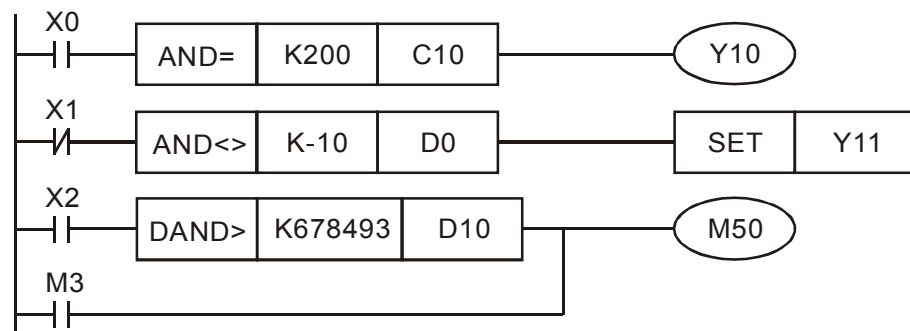 X0
AND= K200 C10 Y10
X1
AND<> K-10 D0 SET Y11
X2
DAND> K678493 D10 M50
M3